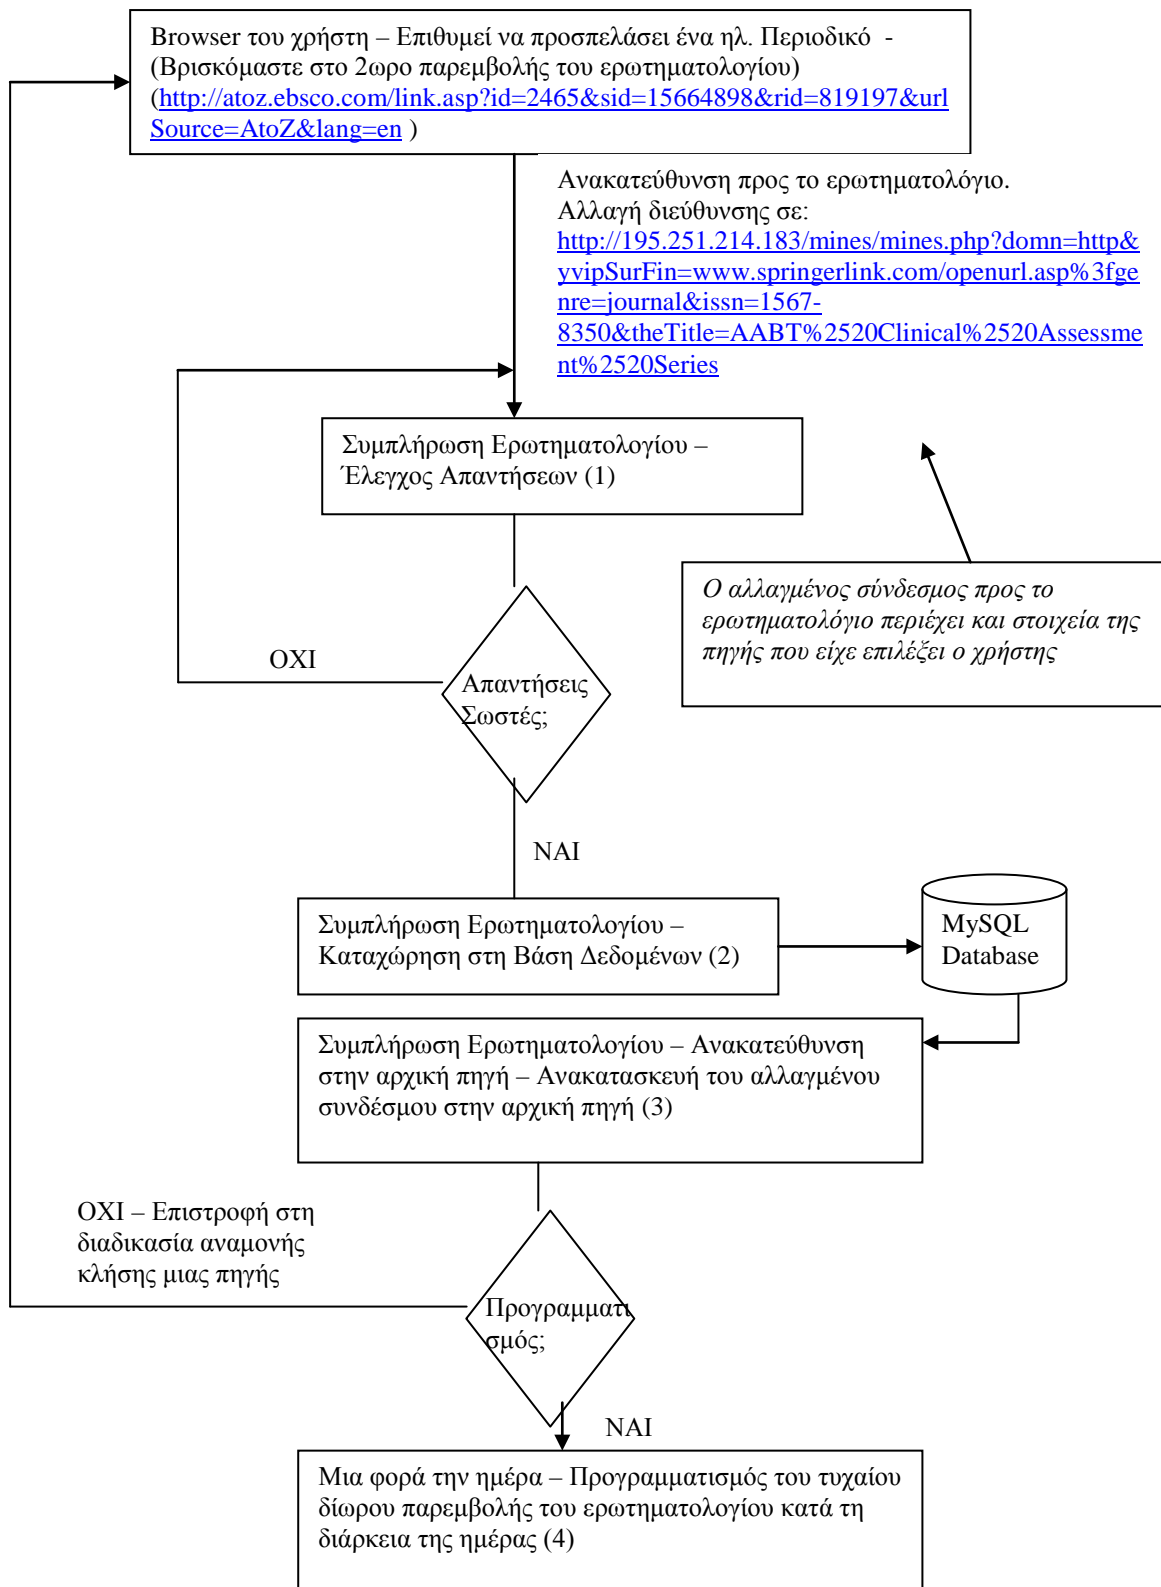 Browser του χρήστη – Επιθυμεί να προσπελάσει ένα ηλ. Περιοδικό -
(Βρισκόμαστε στο 2ωρο παρεμβολής του ερωτηματολογίου)
(http://atoz.ebsco.com/link.asp?id=2465&sid=15664898&rid=819197&url
Source=AtoZ&lang=en )
Ανακατεύθυνση προς το ερωτηματολόγιο.
Αλλαγή διεύθυνσης σε:
http://195.251.214.183/mines/mines.php?domn=http&
yvipSurFin=www.springerlink.com/openurl.asp%3fge
nre=journal&issn=1567-
8350&theTitle=AABT%2520Clinical%2520Assessme
nt%2520Series
Συμπλήρωση Ερωτηματολογίου –
Έλεγχος Απαντήσεων (1)
Ο αλλαγμένος σύνδεσμος προς το
ερωτηματολόγιο περιέχει και στοιχεία της
πηγής που είχε επιλέξει ο χρήστης
ΟΧΙ
Απαντήσεις
Σωστές;
ΝΑΙ
Συμπλήρωση Ερωτηματολογίου –
Καταχώρηση στη Βάση Δεδομένων (2)
MySQL
Database
Συμπλήρωση Ερωτηματολογίου – Ανακατεύθυνση
στην αρχική πηγή – Ανακατασκευή του αλλαγμένου
συνδέσμου στην αρχική πηγή (3)
ΟΧΙ – Επιστροφή στη
διαδικασία αναμονής
κλήσης μιας πηγής
Προγραμματι
σμός;
ΝΑΙ
Μια φορά την ημέρα – Προγραμματισμός του τυχαίου
δίωρου παρεμβολής του ερωτηματολογίου κατά τη
διάρκεια της ημέρας (4)